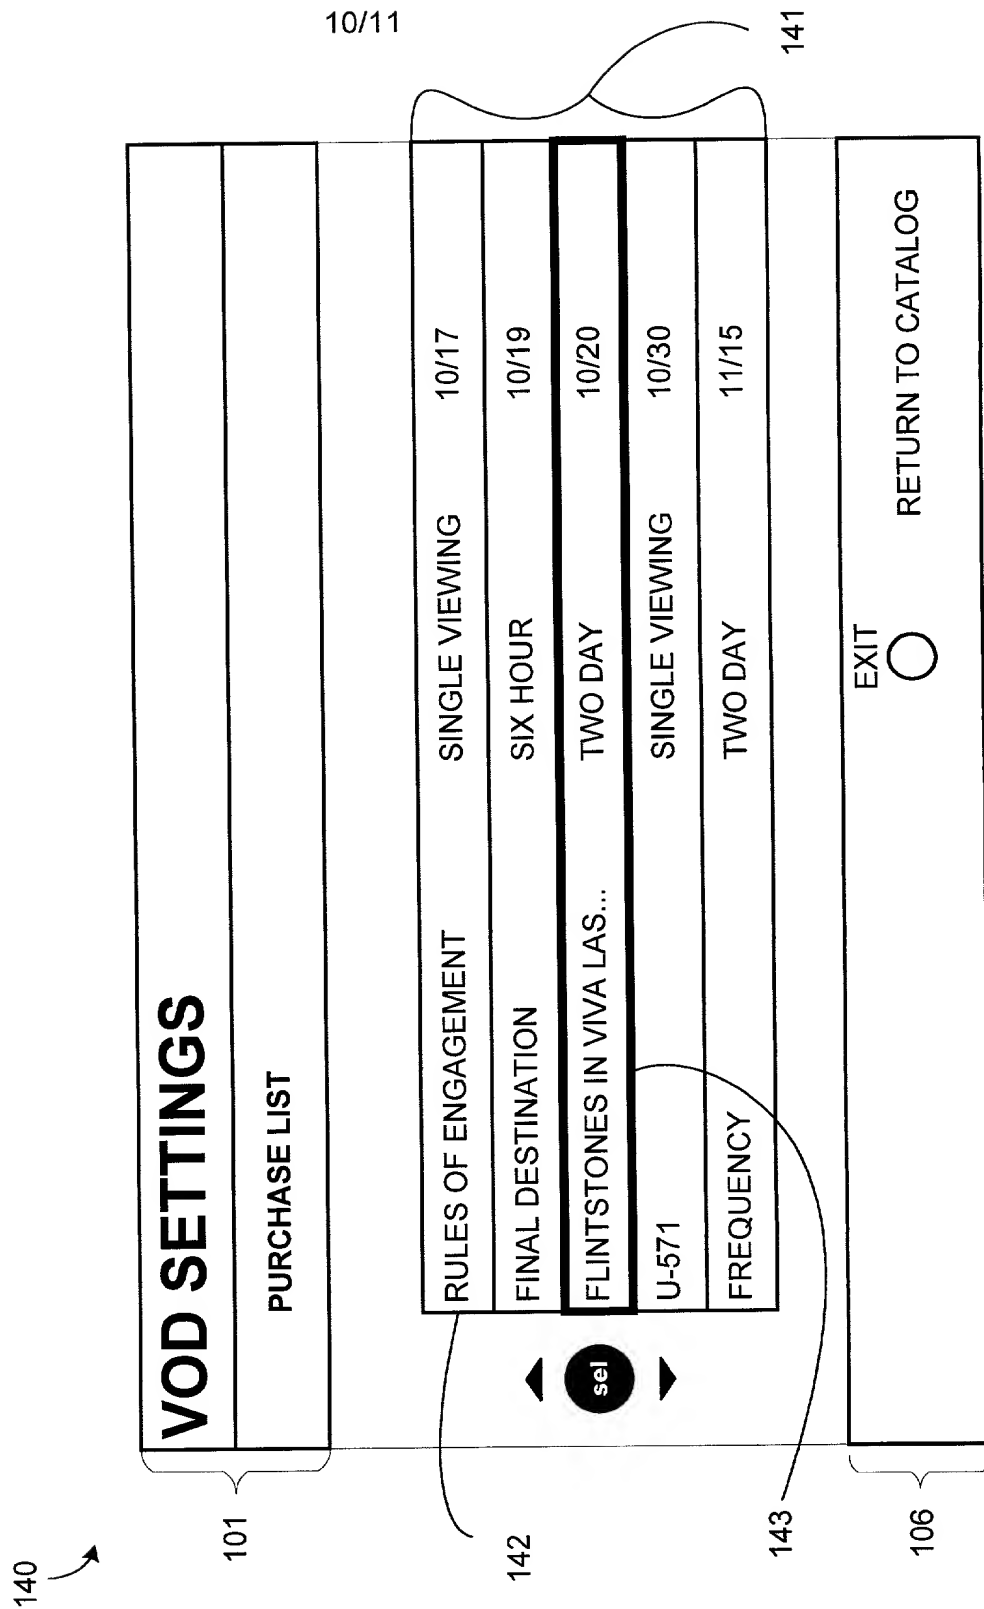 10/11
140
101
VOD SETTINGS
PURCHASE LIST
142
RULES OF ENGAGEMENT SINGLE VIEWING 10/17
FINAL DESTINATION SIX HOUR 10/19
FLINTSTONES IN VIVA LAS... TWO DAY 10/20
U-571 SINGLE VIEWING 10/30
FREQUENCY TWO DAY 11/15
sel
141
143
106
EXIT
RETURN TO CATALOG